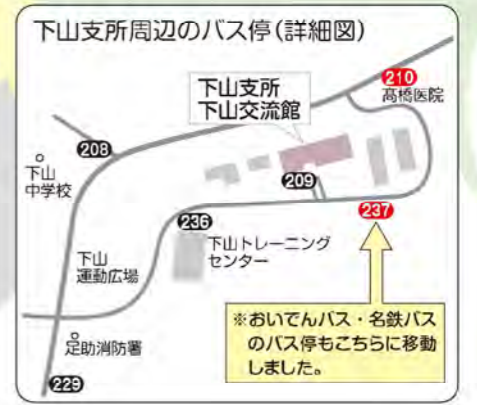 下山支所周辺のバス停(詳細図)
210
髙橋医院
下山支所
下山交流館
208
下山
中学校
209
237
236
下山トレーニング
センター
下山
運動広場
※おいでんバス・名鉄バス
のバス停もこちらに移動
しました。
足助消防署
229